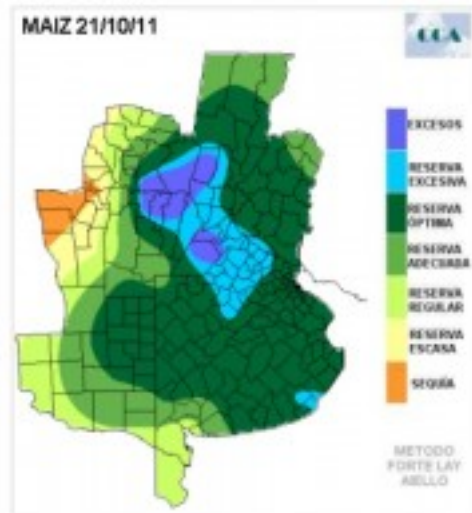 MAIZ 21/10/11
CCA
EXCESOS
RESERVA
EXCESIVA
RESERVA
ÓPTIMA
RESERVA
ADECUADA
RESERVA
REGULAR
RESERVA
ESCASA
SEQUÍA
METODO
FORTE LAY
AIELLO